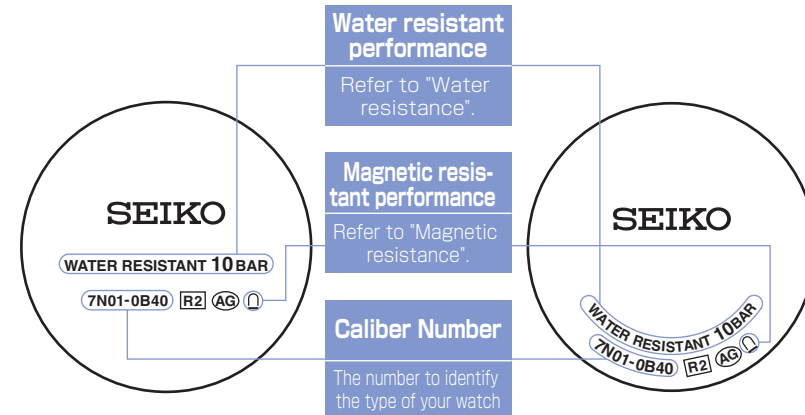 Water resistant
performance
Refer to "Water
resistance".
Magnetic resis-
tant performance
Refer to "Magnetic
resistance".
Caliber Number
The number to identify
the type of your watch
SEIKO
WATER RESISTANT 10 BAR
7N01-0B40 R2 AG
SEIKO
WATER RESISTANT 10BAR
7N01-0B40 R2 AG